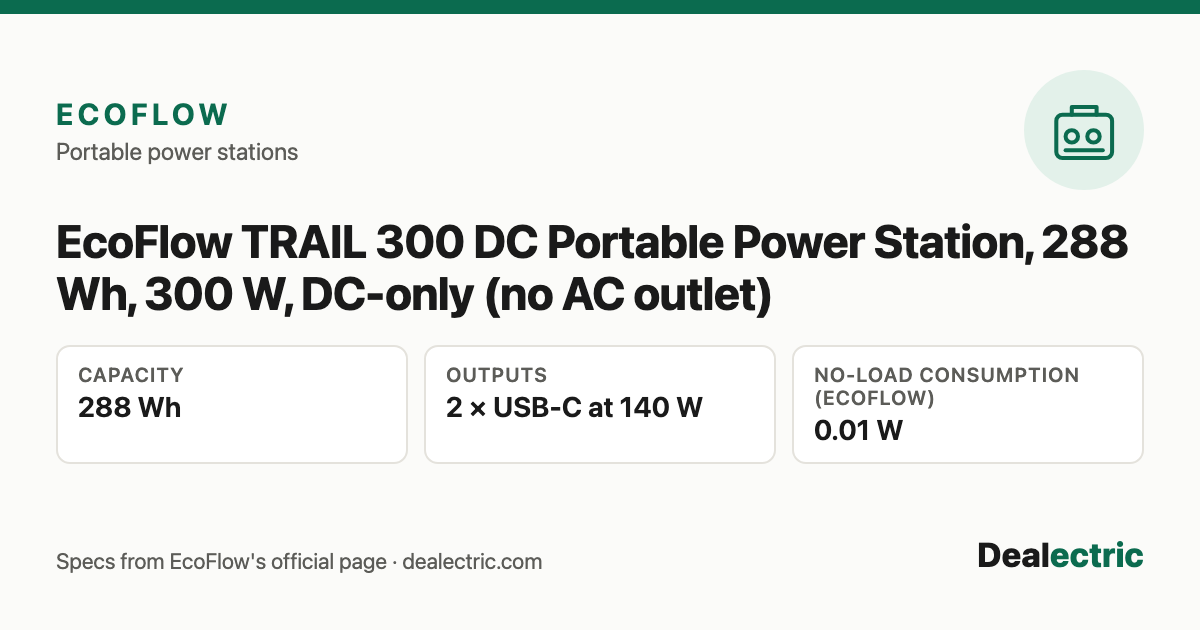 ECOFLOW
Portable power stations
EcoFlow TRAIL 300 DC Portable Power Station, 288
Wh, 300 W, DC-only (no AC outlet)
CAPACITY
288 Wh
OUTPUTS
2 × USB-C at 140 W
NO-LOAD CONSUMPTION
(ECOFLOW)
0.01 W
Specs from EcoFlow's official page · dealectric.com
Dealectric